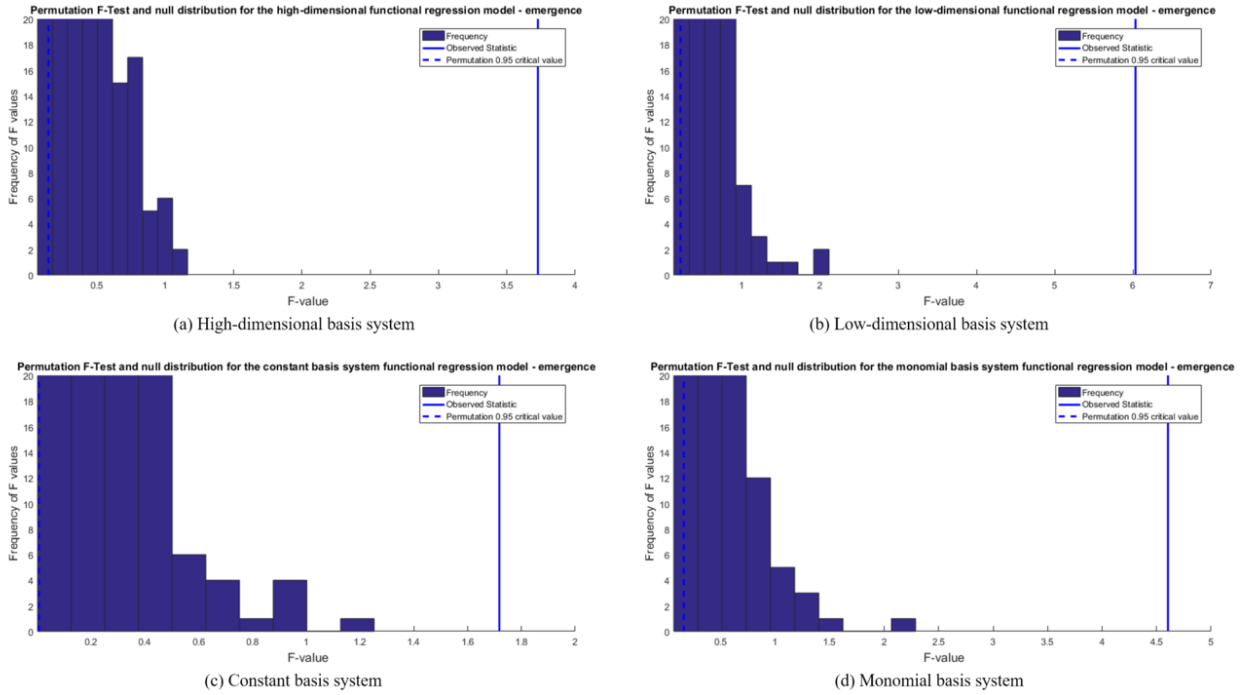 Permutation F-Test and null distribution for the high-dimensional functional regression model - emergence
20
18
16
14
12
10
8
6
4
2
0
Frequency of F values
Frequency
Observed Statistic
Permutation 0.95 critical value
0.5 1 1.5 2 2.5 3 3.5 4
F-value
(a) High-dimensional basis system
Permutation F-Test and null distribution for the low-dimensional functional regression model - emergence
20
18
16
14
12
10
8
6
4
2
0
Frequency of F values
Frequency
Observed Statistic
Permutation 0.95 critical value
1 2 3 4 5 6 7
F-value
(b) Low-dimensional basis system
Permutation F-Test and null distribution for the constant basis system functional regression model - emergence
20
18
16
14
12
10
8
6
4
2
0
Frequency of F values
Frequency
Observed Statistic
Permutation 0.95 critical value
0.2 0.4 0.6 0.8 1 1.2 1.4 1.6 1.8 2
F-value
(c) Constant basis system
Permutation F-Test and null distribution for the monomial basis system functional regression model - emergence
20
18
16
14
12
10
8
6
4
2
0
Frequency of F values
Frequency
Observed Statistic
Permutation 0.95 critical value
0.5 1 1.5 2 2.5 3 3.5 4 4.5 5
F-value
(d) Monomial basis system